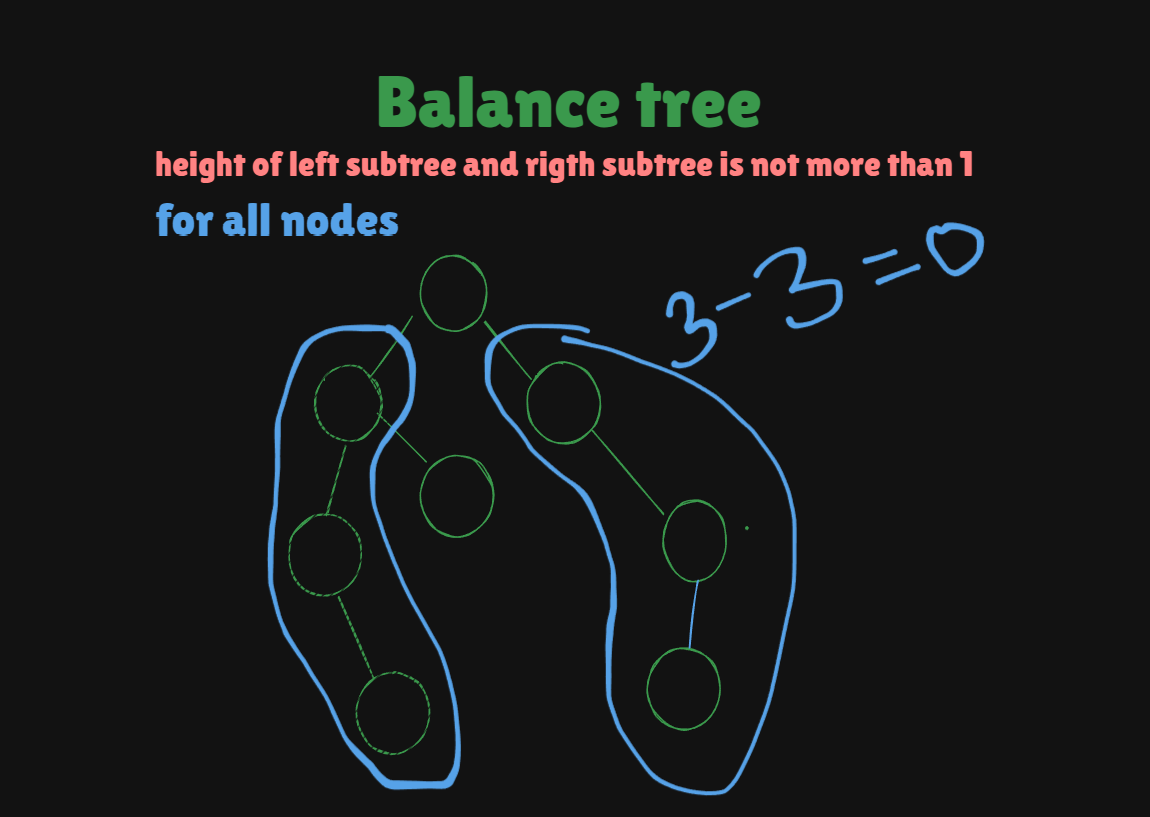 Balance tree
height of left subtree and rigth subtree is not more than 1
for all nodes
3-3=0